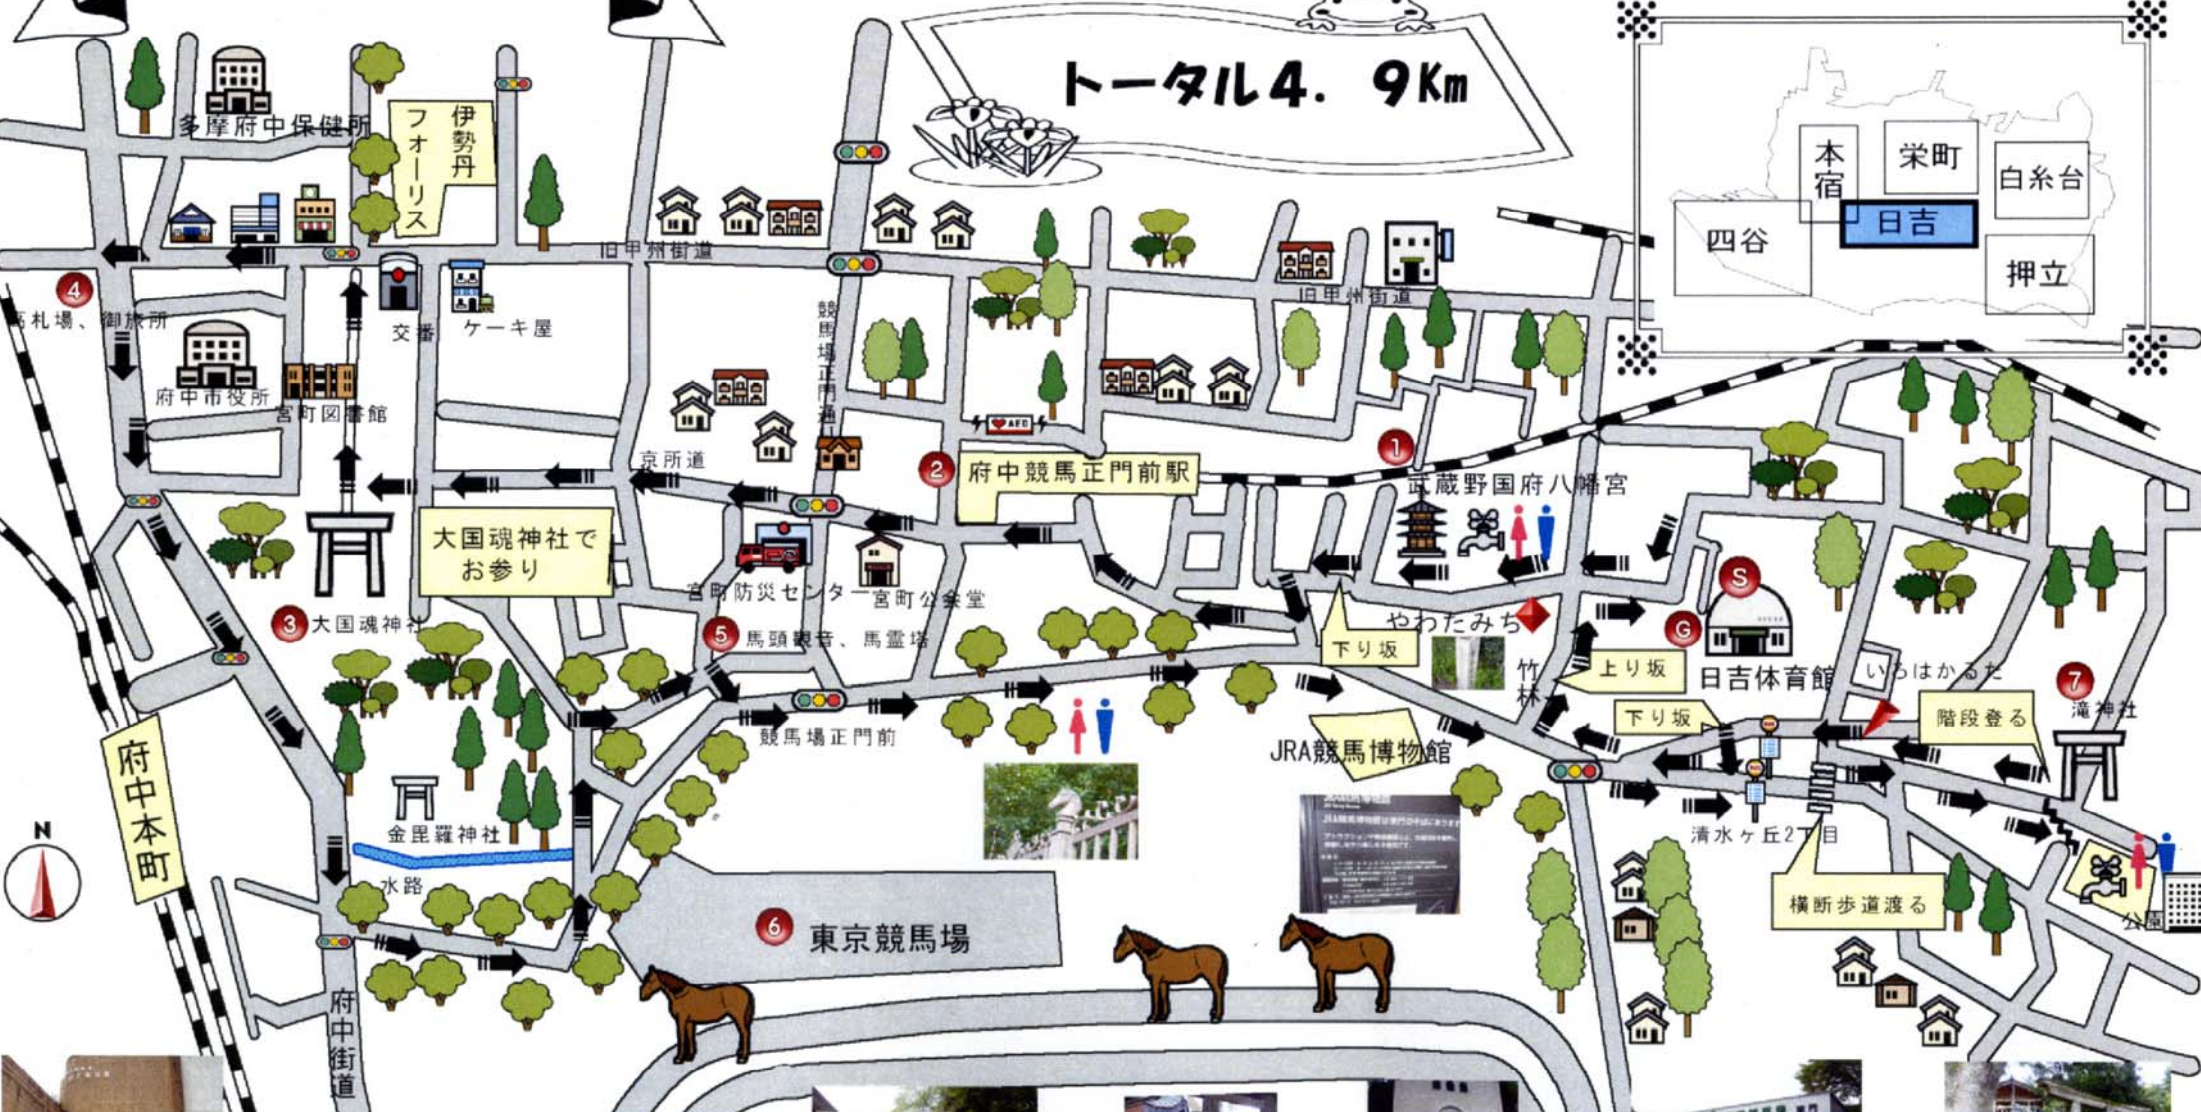 トータル4．9Km
本宿
栄町
白糸台
日吉
四谷
押立
多摩府中保健所
伊勢丹
フォーリス
旧甲州街道
旧甲州街道
4
高札場、御旅所
交番
ケーキ屋
競馬場正門通
府中市役所
宮町図書館
京所道
AED
2
府中競馬正門前駅
1
武蔵野国府八幡宮
大国魂神社で
お参り
宮町防災センター
宮町公会堂
3
大国魂神社
5
馬頭観音、馬霊塔
やわたみち
下り坂
S
G
日吉体育館
竹林
上り坂
いろはかるた
7
滝神社
下り坂
階段登る
競馬場正門前
JRA競馬博物館
府中本町
N
金毘羅神社
水路
清水ヶ丘2丁目
横断歩道渡る
公園
6
東京競馬場
府中街道